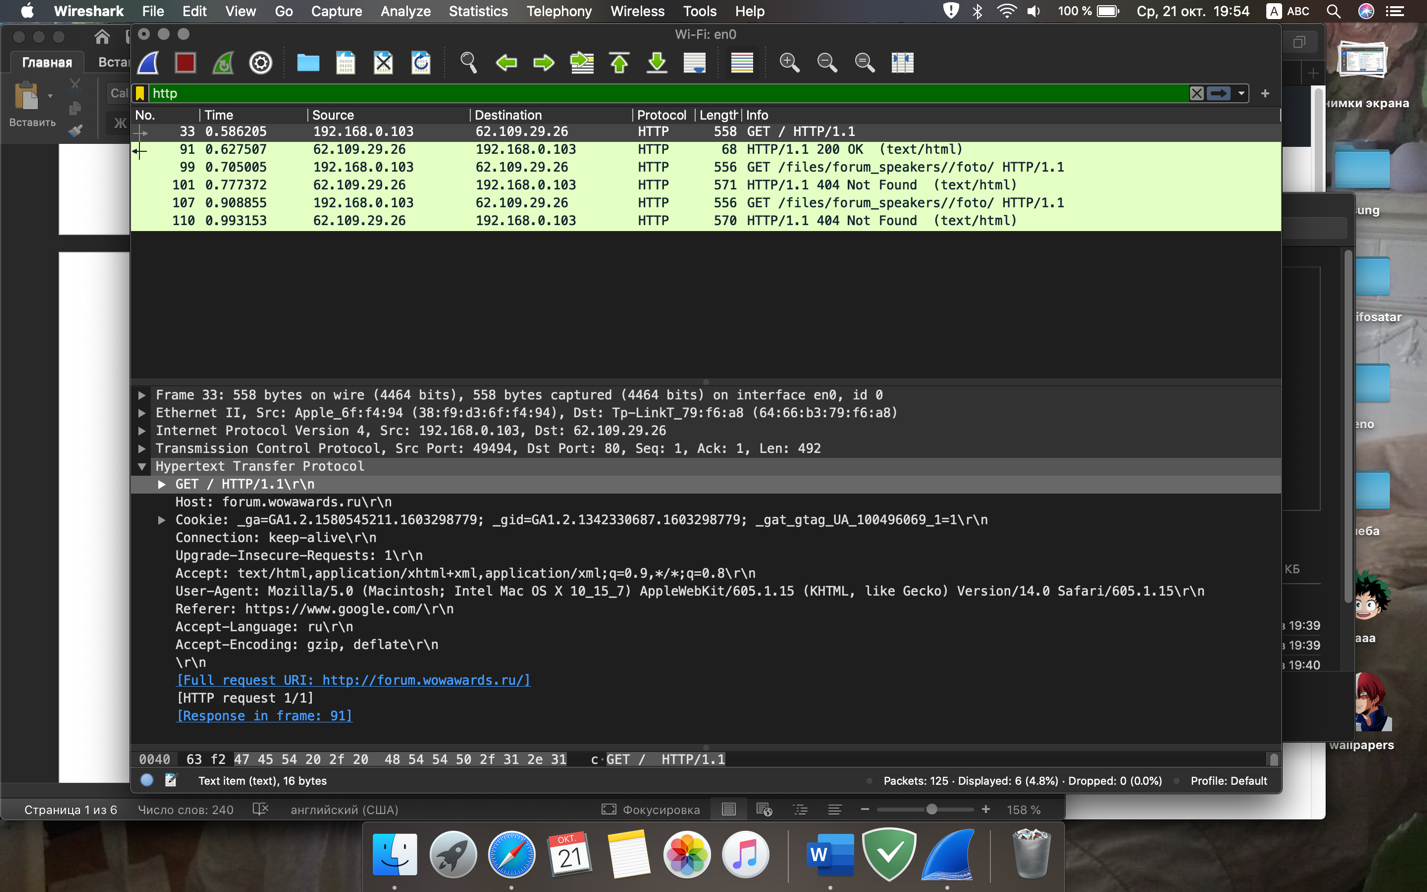 Wireshark File Edit View Go Capture Analyze Statistics Telephony Wireless Tools Help 100 % Ср, 21 окт. 19:54 A ABC
Wi-Fi: en0
Главная
Вставить
Ж
http
No. Time Source Destination Protocol Length Info
33 0.586205 192.168.0.103 62.109.29.26 HTTP 558 GET / HTTP/1.1
91 0.627507 62.109.29.26 192.168.0.103 HTTP 68 HTTP/1.1 200 OK (text/html)
99 0.705005 192.168.0.103 62.109.29.26 HTTP 556 GET /files/forum_speakers//foto/ HTTP/1.1
101 0.777372 62.109.29.26 192.168.0.103 HTTP 571 HTTP/1.1 404 Not Found (text/html)
107 0.908855 192.168.0.103 62.109.29.26 HTTP 556 GET /files/forum_speakers//foto/ HTTP/1.1
110 0.993153 62.109.29.26 192.168.0.103 HTTP 570 HTTP/1.1 404 Not Found (text/html)
Frame 33: 558 bytes on wire (4464 bits), 558 bytes captured (4464 bits) on interface en0, id 0
Ethernet II, Src: Apple_6f:f4:94 (38:f9:d3:6f:f4:94), Dst: Tp-LinkT_79:f6:a8 (64:66:b3:79:f6:a8)
Internet Protocol Version 4, Src: 192.168.0.103, Dst: 62.109.29.26
Transmission Control Protocol, Src Port: 49494, Dst Port: 80, Seq: 1, Ack: 1, Len: 492
Hypertext Transfer Protocol
GET / HTTP/1.1\r\n
Host: forum.wowawards.ru\r\n
Cookie: _ga=GA1.2.1580545211.1603298779; _gid=GA1.2.1342330687.1603298779; _gat_gtag_UA_100496069_1=1\r\n
Connection: keep-alive\r\n
Upgrade-Insecure-Requests: 1\r\n
Accept: text/html,application/xhtml+xml,application/xml;q=0.9,*/*;q=0.8\r\n
User-Agent: Mozilla/5.0 (Macintosh; Intel Mac OS X 10_15_7) AppleWebKit/605.1.15 (KHTML, like Gecko) Version/14.0 Safari/605.1.15\r\n
Referer: https://www.google.com/\r\n
Accept-Language: ru\r\n
Accept-Encoding: gzip, deflate\r\n
\r\n
[Full request URI: http://forum.wowawards.ru/]
[HTTP request 1/1]
[Response in frame: 91]
0040 63 f2 47 45 54 20 2f 20 48 54 54 50 2f 31 2e 31 c·GET / HTTP/1.1
Text item (text), 16 bytes Packets: 125 · Displayed: 6 (4.8%) · Dropped: 0 (0.0%) Profile: Default
КБ
19:39
19:39
19:40
aaa
wallpapers
Страница 1 из 6 Число слов: 240 английский (США) Фокусировка 158 %
ОКТ.
21
W